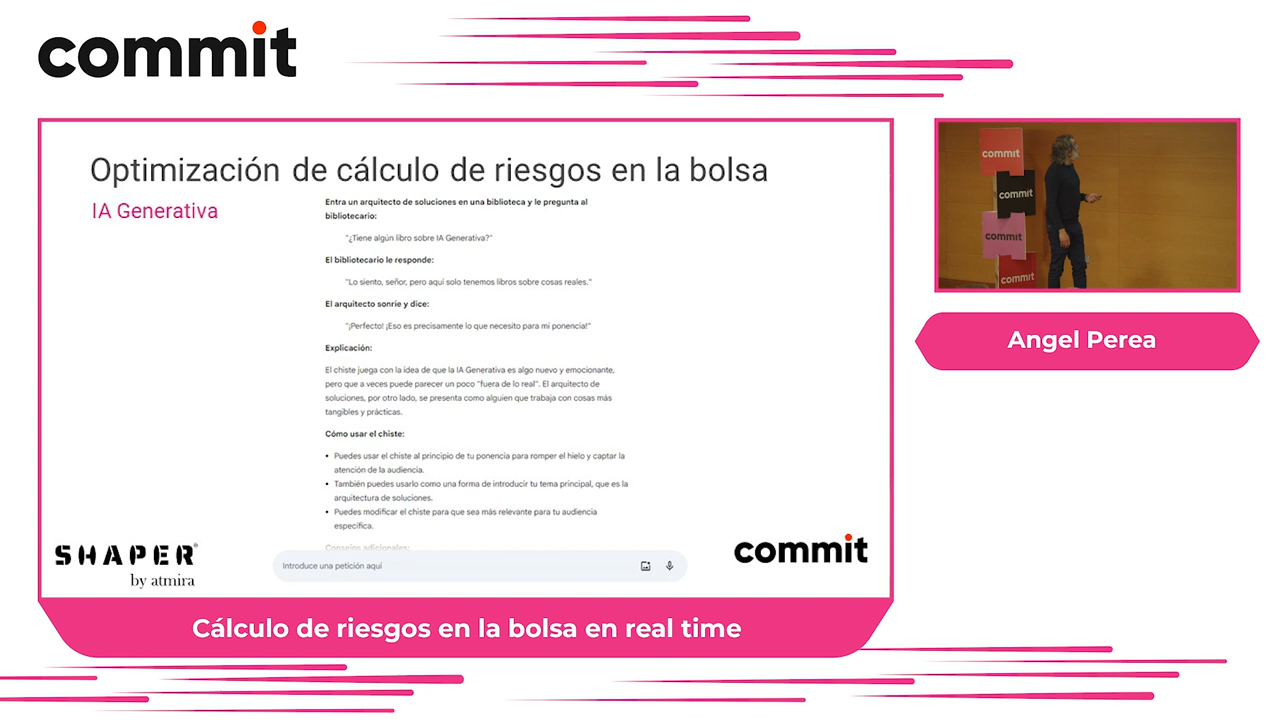 commit
Optimización de cálculo de riesgos en la bolsa
IA Generativa
Entra un arquitecto de soluciones en una biblioteca y le pregunta al
bibliotecario:
"¿Tiene algún libro sobre IA Generativa?"
El bibliotecario le responde:
"Lo siento, señor, pero aquí solo tenemos libros sobre cosas reales."
El arquitecto sonríe y dice:
"¡Perfecto! ¡Eso es precisamente lo que necesito para mi ponencia!"
Explicación:
El chiste juega con la idea de que la IA Generativa es algo nuevo y emocionante,
pero que a veces puede parecer un poco "fuera de lo real". El arquitecto de
soluciones, por otro lado, se presenta como alguien que trabaja con cosas más
tangibles y prácticas.
Cómo usar el chiste:
• Puedes usar el chiste al principio de tu ponencia para romper el hielo y captar la
atención de la audiencia.
• También puedes usarlo como una forma de introducir tu tema principal, que es la
arquitectura de soluciones.
• Puedes modificar el chiste para que sea más relevante para tu audiencia
específica.
Consejos adicionales:
Introduce una petición aquí
SHAPER®
by atmira
commit
Cálculo de riesgos en la bolsa en real time
commit
commit
commit
commit
Angel Perea